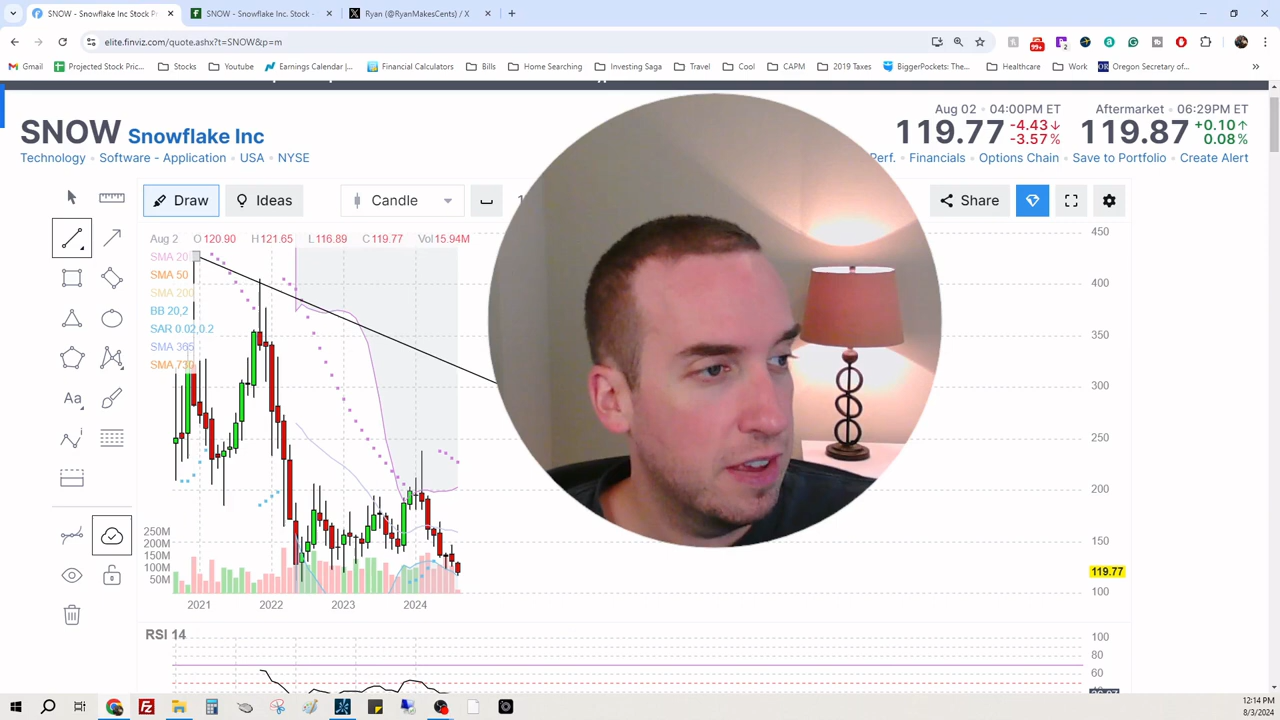 SNOW - Snowflake Inc Stock P
SNOW - Snowflake Inc. Stock -
Ryan (@RyanMakesCents) / X
elite.finviz.com/quote.ashx?t=SNOW&p=m
99+
2
Gmail
Projected Stock Pric...
Stocks
Youtube
Earnings Calendar |...
Financial Calculators
Bills
Home Searching
Investing Saga
Travel
Cool
CAPM
2019 Taxes
BiggerPockets: The...
Healthcare
Work
OR Oregon Secretary of...
SNOW Snowflake Inc
Technology • Software - Application • USA • NYSE
Aug 02 • 04:00PM ET
119.77 -4.43↓
-3.57%
Aftermarket • 06:29PM ET
119.87 +0.10↑
0.08%
Perf. • Financials • Options Chain • Save to Portfolio • Create Alert
Draw
Ideas
Candle
Share
Aug 2 O 120.90 H 121.65 L 116.89 C 119.77 Vol 15.94M
SMA 20
SMA 50
SMA 200
BB 20,2
SAR 0.02,0.2
SMA 365
SMA 730
Aa
450
400
350
300
250
200
150
119.77
100
250M
200M
150M
100M
50M
2021
2022
2023
2024
RSI 14
100
80
60
12:14 PM
8/3/2024